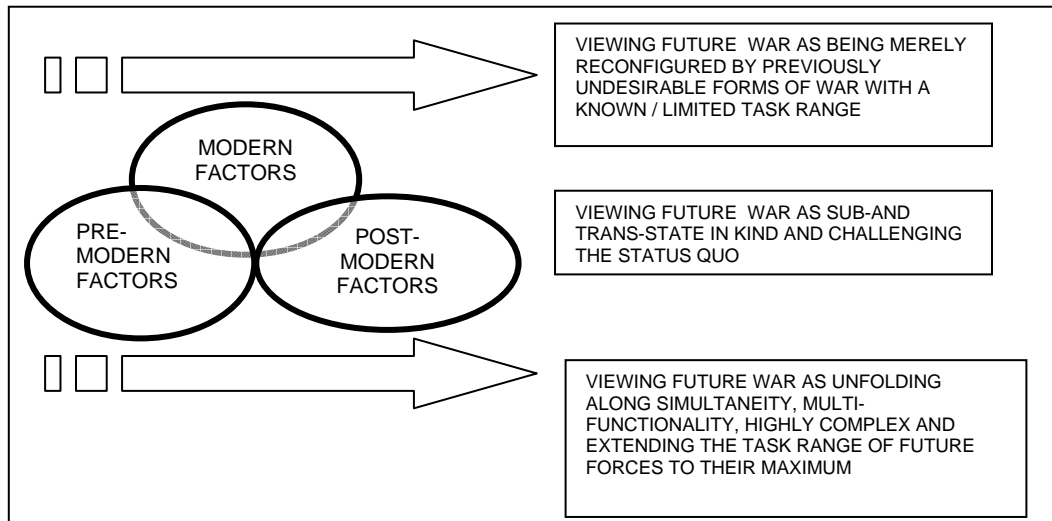 VIEWING FUTURE  WAR AS BEING MERELY
RECONFIGURED BY PREVIOUSLY
UNDESIRABLE FORMS OF WAR WITH A
KNOWN / LIMITED TASK RANGE
MODERN
FACTORS
PRE-
MODERN
FACTORS
POST-
MODERN
FACTORS
VIEWING FUTURE  WAR AS SUB-AND
TRANS-STATE IN KIND AND CHALLENGING
THE STATUS QUO
VIEWING FUTURE WAR AS UNFOLDING
ALONG SIMULTANEITY, MULTI-
FUNCTIONALITY, HIGHLY COMPLEX AND
EXTENDING THE TASK RANGE OF FUTURE
FORCES TO THEIR MAXIMUM